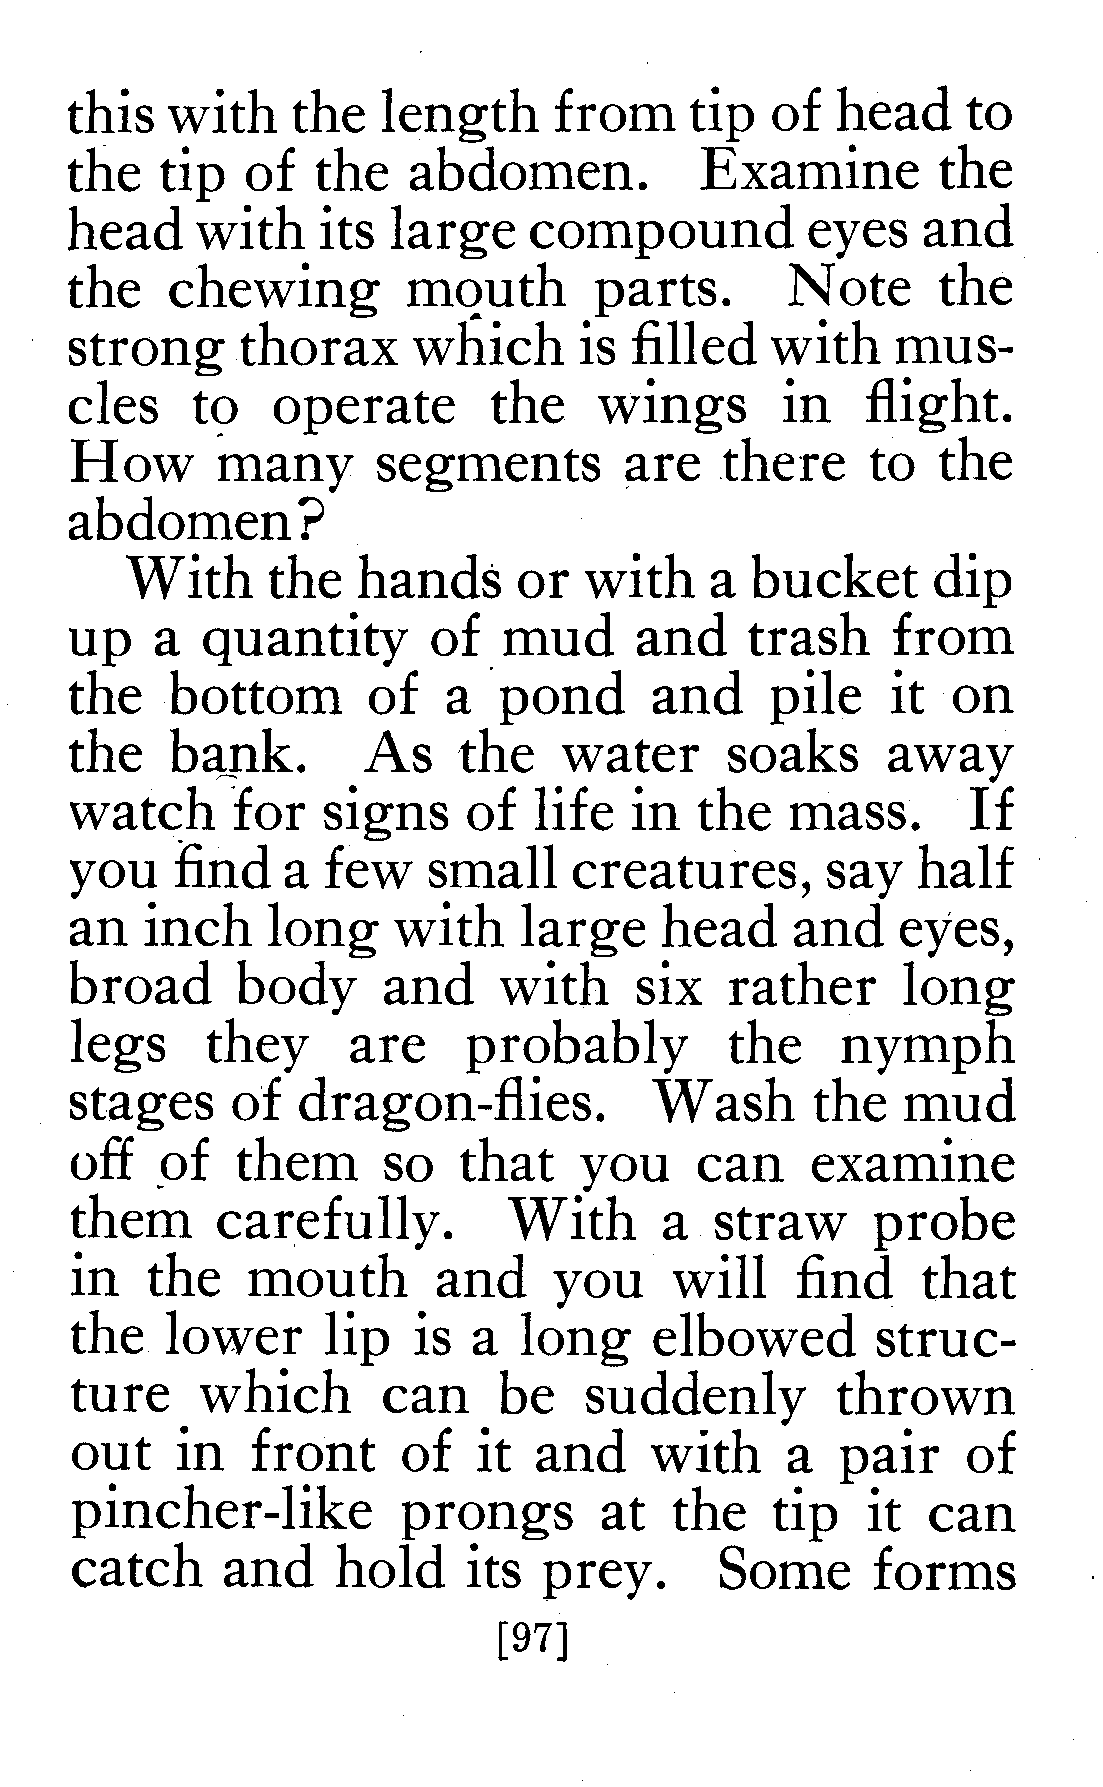 this with the length from tip of head to
the tip of the abdomen. Examine the
head with its large compound eyes and
the chewing mouth parts. Note the
strong thorax which is filled with mus-
cles to operate the wings in flight.
How many segments are there to the
abdomen?
With the hands or with a bucket dip
up a quantity of mud and trash from
the bottom of a pond and pile it on
the bank. As the water soaks away
watch for signs of life in the mass. If
you find a few small creatures, say half
an inch long with large head and eyes,
broad body and with six rather long
legs they are probably the nymph
stages of dragon-flies. Wash the mud
off of them so that you can examine
them carefully. With a straw probe
in the mouth and you will find that
the lower lip is a long elbowed struc-
ture which can be suddenly thrown
out in front of it and with a pair of
pincher-like prongs at the tip it can
catch and hold its prey. Some forms
[97]